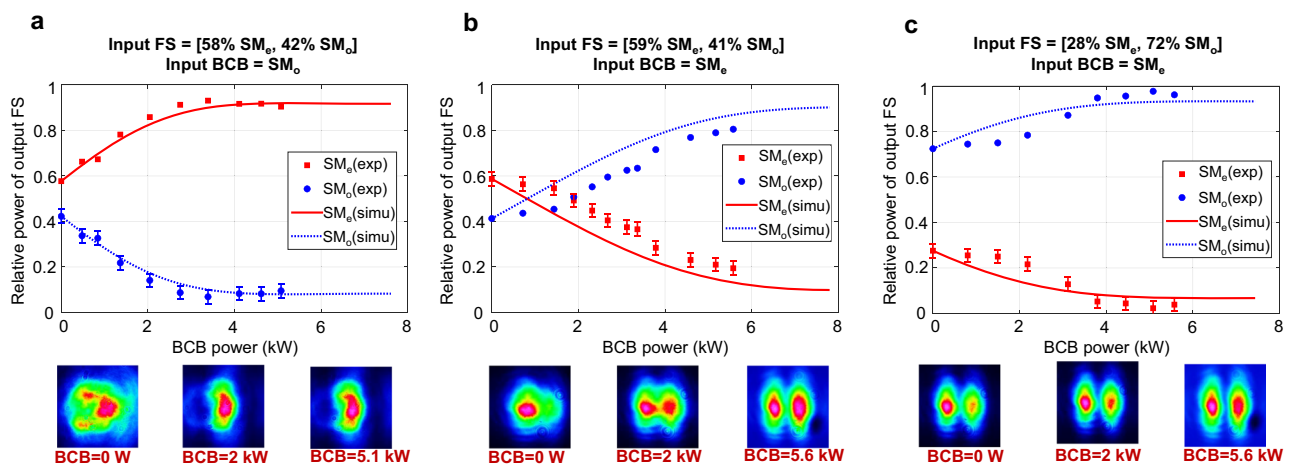 a
Input FS = [58% SMe, 42% SMo]
Input BCB = SMo
Relative power of output FS
1
0.8
0.6
0.4
0.2
0
0 2 4 6 8
BCB power (kW)
SMe(exp)
SMo(exp)
SMe(simu)
SMo(simu)
BCB=0 W BCB=2 kW BCB=5.1 kW
b
Input FS = [59% SMe, 41% SMo]
Input BCB = SMe
Relative power of output FS
1
0.8
0.6
0.4
0.2
0
0 2 4 6 8
BCB power (kW)
SMe(exp)
SMo(exp)
SMe(simu)
SMo(simu)
BCB=0 W BCB=2 kW BCB=5.6 kW
c
Input FS = [28% SMe, 72% SMo]
Input BCB = SMe
Relative power of output FS
1
0.8
0.6
0.4
0.2
0
0 2 4 6 8
BCB power (kW)
SMe(exp)
SMo(exp)
SMe(simu)
SMo(simu)
BCB=0 W BCB=2 kW BCB=5.6 kW